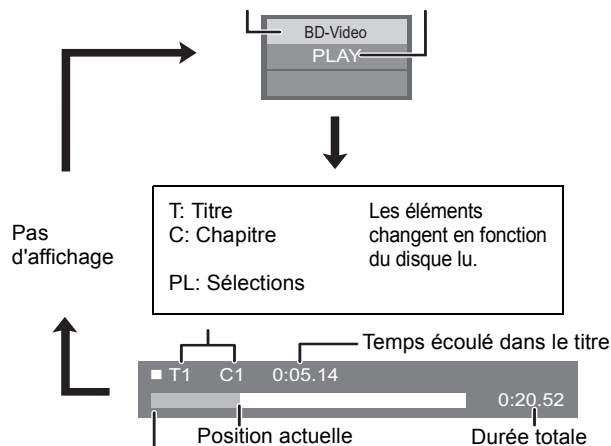 BD-Video
PLAY
T: Titre
C: Chapitre
PL: Sélections
Les éléments
changent en fonction
du disque lu.
Pas
d'affichage
Temps écoulé dans le titre
T1 C1 0:05.14
0:20.52
Position actuelle
Durée totale